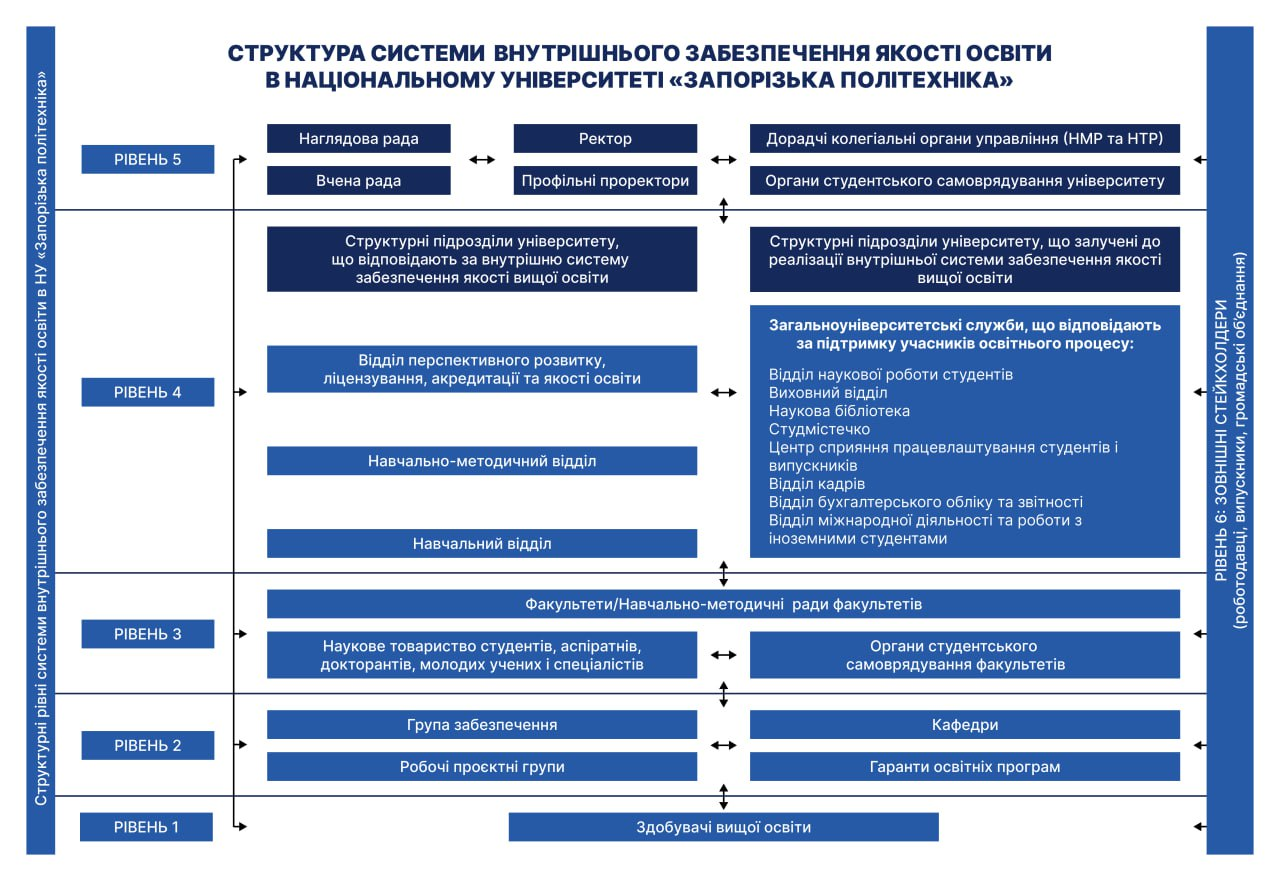 СТРУКТУРА СИСТЕМИ ВНУТРІШНЬОГО ЗАБЕЗПЕЧЕННЯ ЯКОСТІ ОСВІТИ
В НАЦІОНАЛЬНОМУ УНІВЕРСИТЕТІ «ЗАПОРІЗЬКА ПОЛІТЕХНІКА»
Структурні рівні системи внутрішнього забезпечення якості освіти в НУ «Запорізька політехніка»
РІВЕНЬ 5
Наглядова рада
Вчена рада
Ректор
Профільні проректори
Дорадчі колегіальні органи управління (НМР та НТР)
Органи студентського самоврядування університету
РІВЕНЬ 4
Структурні підрозділи університету,
що відповідають за внутрішню систему
забезпечення якості вищої освіти
Відділ перспективного розвитку,
ліцензування, акредитації та якості освіти
Навчально-методичний відділ
Навчальний відділ
Структурні підрозділи університету, що залучені до
реалізації внутрішньої системи забезпечення якості
вищої освіти
Загальноуніверситетські служби, що відповідають
за підтримку учасників освітнього процесу:
Відділ наукової роботи студентів
Виховний відділ
Наукова бібліотека
Студмістечко
Центр сприяння працевлаштування студентів і
випускників
Відділ кадрів
Відділ бухгалтерського обліку та звітності
Відділ міжнародної діяльності та роботи з
іноземними студентами
РІВЕНЬ 3
Факультети/Навчально-методичні ради факультетів
Наукове товариство студентів, аспіратнів,
докторантів, молодих учених і спеціалістів
Органи студентського
самоврядування факультетів
РІВЕНЬ 2
Група забезпечення
Робочі проєктні групи
Кафедри
Гаранти освітніх програм
РІВЕНЬ 1
Здобувачі вищої освіти
РІВЕНЬ 6: ЗОВНІШНІ СТЕЙКХОЛДЕРИ
(роботодавці, випускники, громадські об'єднання)